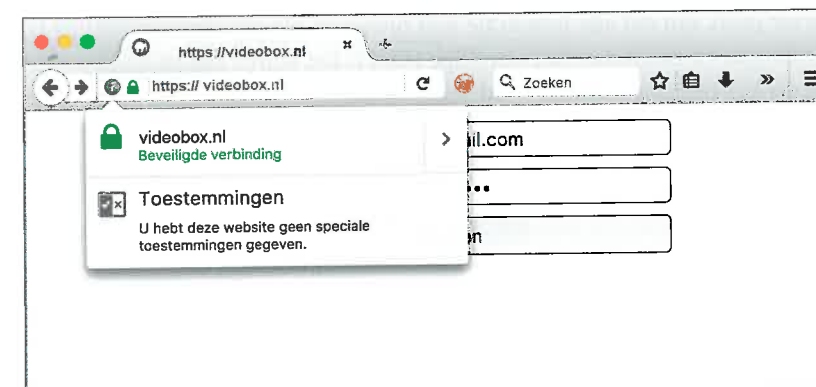 https //videobox.nl
https:// videobox.nl
Zoeken
videobox.nl
Beveiligde verbinding
il.com
Toestemmingen
U hebt deze website geen speciale
toestemmingen gegeven.
en